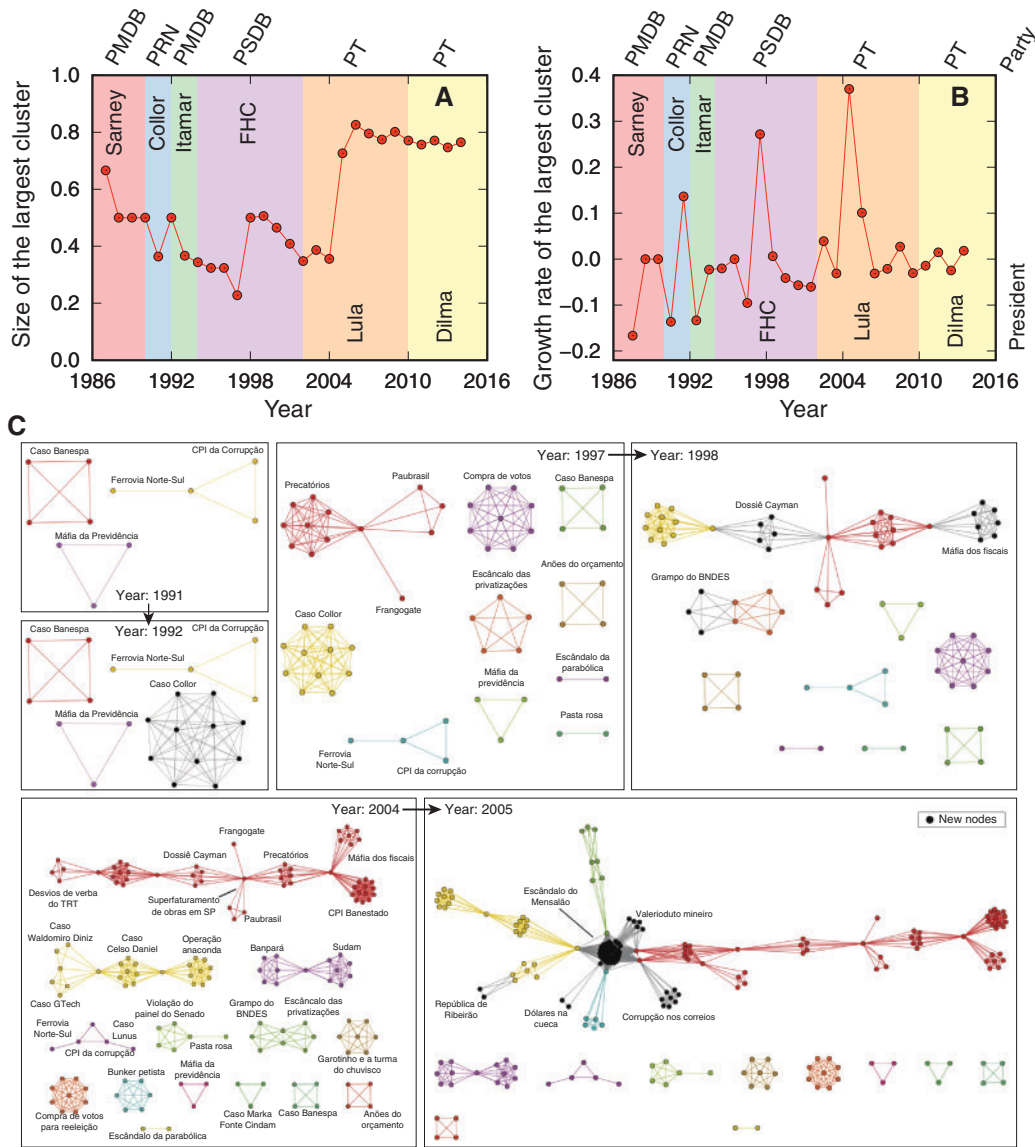 PMDB
PRN
PMDB
PSDB
PT
PT
PMDB
PRN
PMDB
PSDB
PT
PT
Party
A
Size of the largest cluster
1.0
0.8
0.6
0.4
0.2
0.0
Sarney
Collor
Itamar
FHC
Lula
Dilma
1986
1992
1998
2004
2010
2016
Year
B
Growth rate of the largest cluster
0.4
0.3
0.2
0.1
0.0
−0.1
−0.2
Sarney
Collor
Itamar
FHC
Lula
Dilma
President
1986
1992
1998
2004
2010
2016
Year
C
Caso Banespa
CPI da Corrupção
Ferrovia Norte-Sul
Máfia da Previdência
Year: 1991
Year: 1992
Caso Banespa
CPI da Corrupção
Ferrovia Norte-Sul
Caso Collor
Máfia da Previdência
Year: 1997
Precatórios
Paubrasil
Compra de votos
Caso Banespa
Frangogate
Escâncalo das
privatizações
Anões do orçamento
Caso Collor
Máfia da
previdência
Escândalo da
parabólica
Pasta rosa
Ferrovia
Norte-Sul
CPI da corrupção
Year: 1998
Dossiê Cayman
Máfia dos fiscais
Grampo do BNDES
Year: 2004
Frangogate
Dossiê Cayman
Precatórios
Máfia dos fiscais
Desvios de verba
do TRT
Superfaturamento
de obras em SP
Paubrasil
CPI Banestado
Caso
Waldomiro Diniz
Caso
Celso Daniel
Operação
anaconda
Banpará
Sudam
Caso GTech
Violação do
painel do Senado
Grampo do
BNDES
Escâncalo das
privatizações
Ferrovia
Norte-Sul
Caso
Lunus
CPI da corrupção
Pasta rosa
Garotinho e a turma
do chuvisco
Bunker petista
Máfia da
previdência
Compra de votos
para reeleição
Caso Marka
Fonte Cindam
Caso Banespa
Anões do
orçamento
Escândalo da parabólica
Year: 2005
New nodes
Escândalo do
Mensalão
Valerioduto mineiro
República de
Ribeirão
Dólares na
cueca
Corrupção nos correios